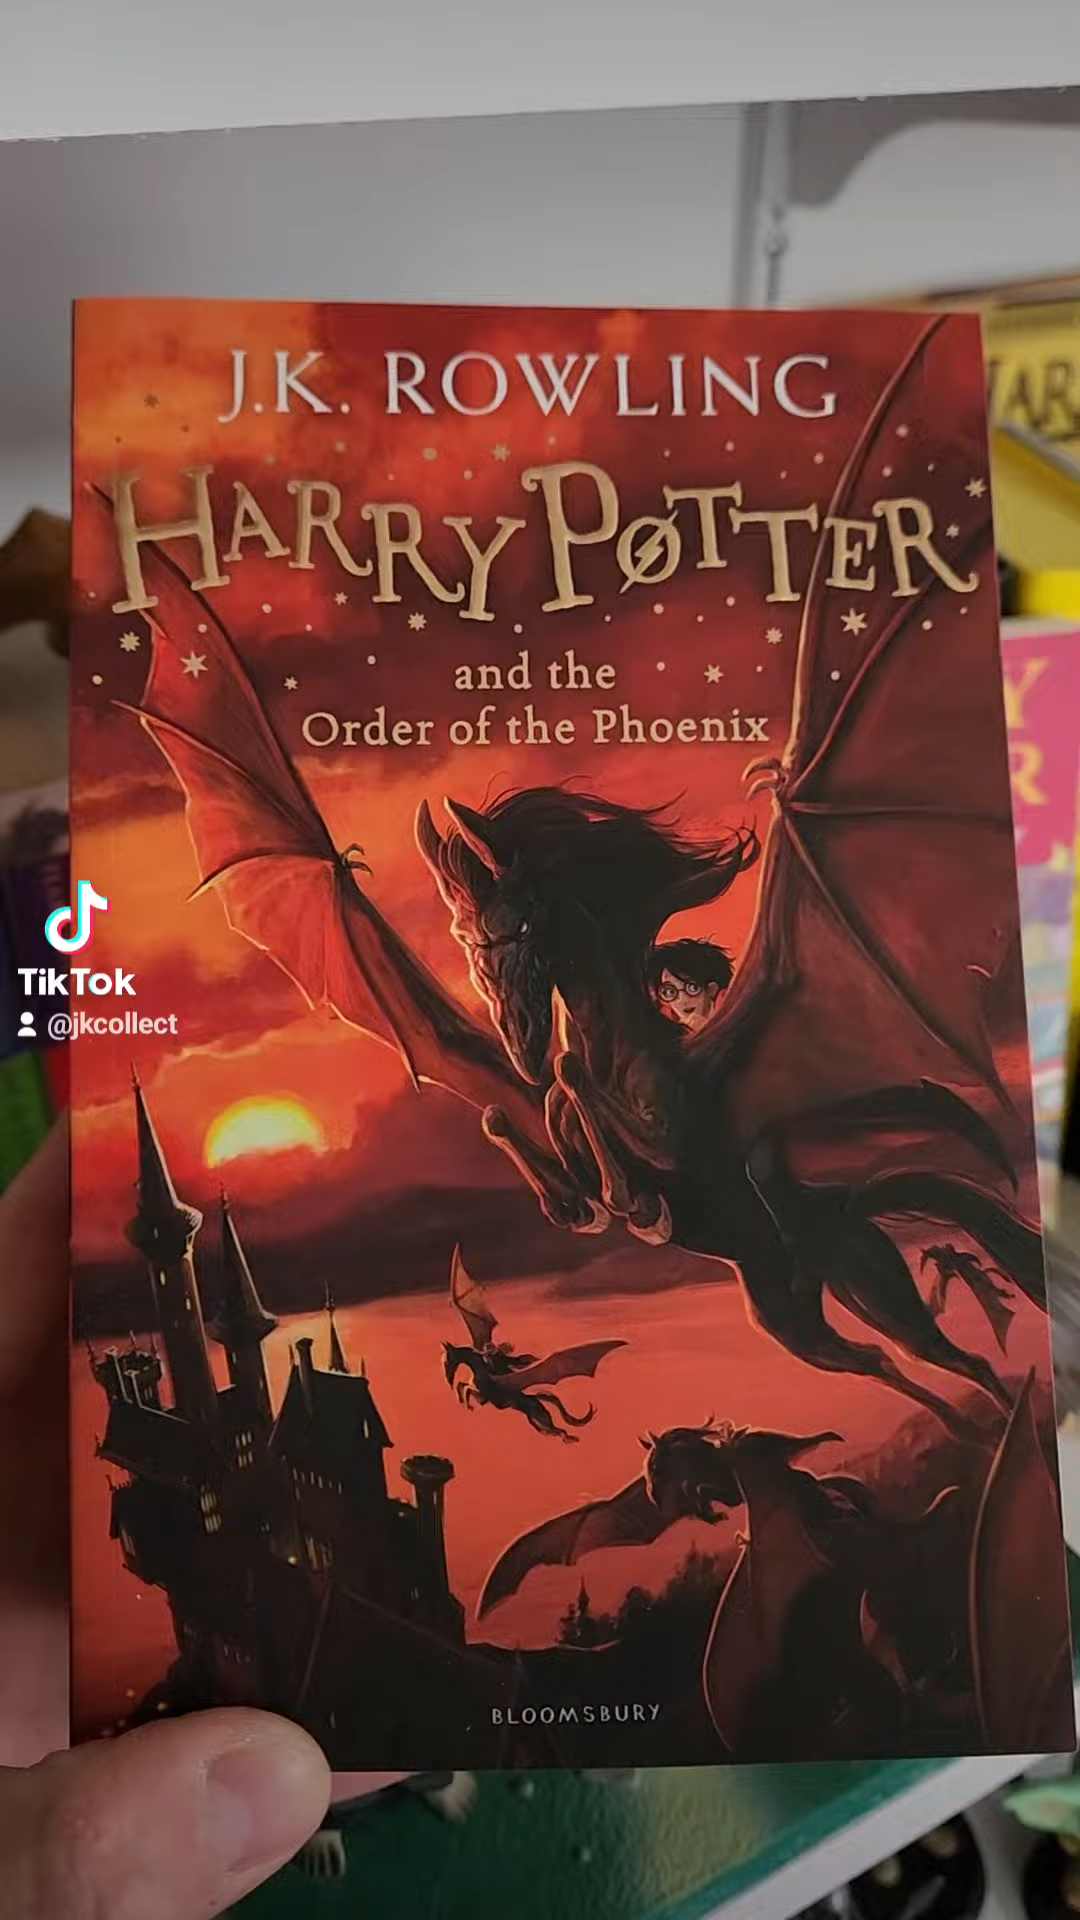 J.K. ROWLING
HARRY POTTER
and the
Order of the Phoenix
TikTok
@jkcollect
BLOOMSBURY